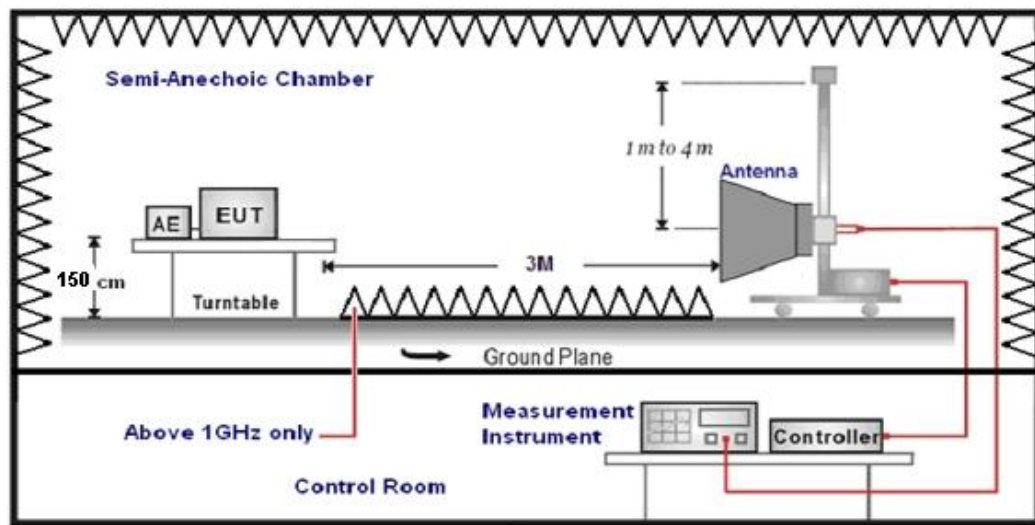 Semi-Anechoic Chamber
1 m to 4 m
Antenna
AE
EUT
3M
150 cm
Turntable
Ground Plane
Above 1GHz only
Measurement
Instrument
Controller
Control Room